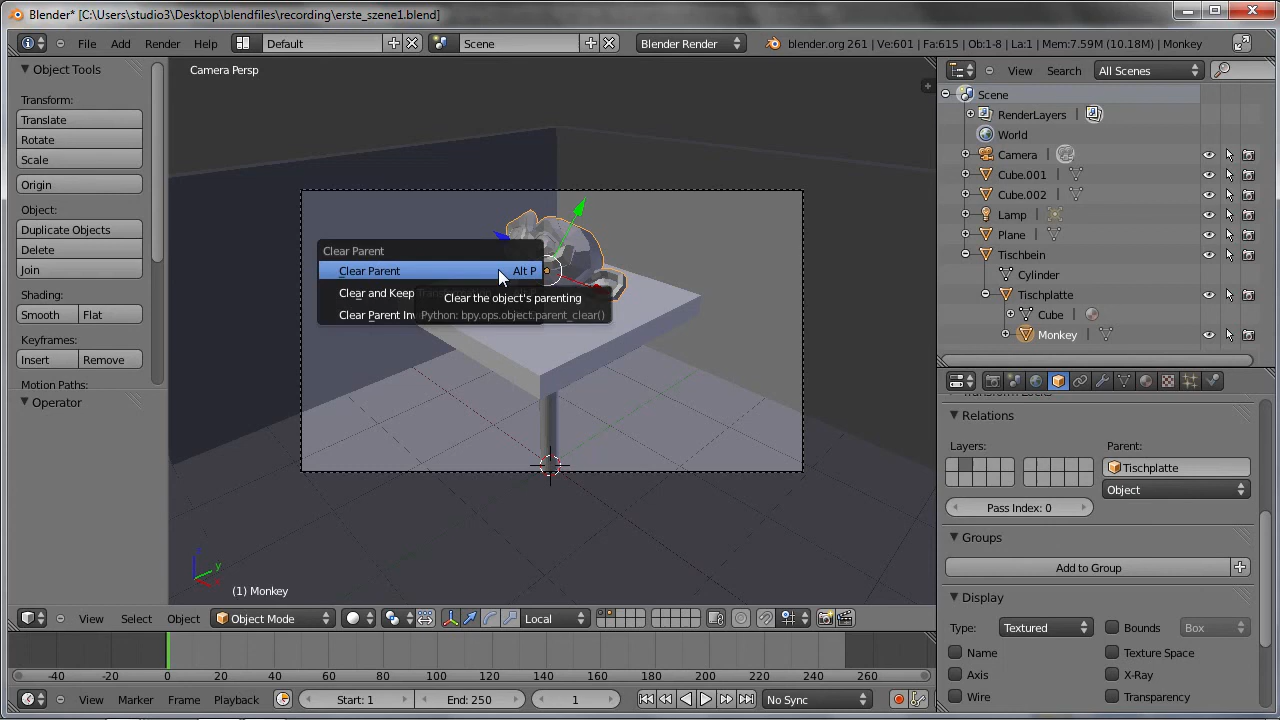 Blender* [C:\Users\studio3\Desktop\blendfiles\recording\erste_szene1.blend]
File Add Render Help Default Scene Blender Render blender.org 261 | Ve:601 | Fa:615 | Ob:1-8 | La:1 | Mem:7.59M (10.18M) | Monkey
Object Tools
Transform:
Translate
Rotate
Scale
Origin
Object:
Duplicate Objects
Delete
Join
Shading:
Smooth Flat
Keyframes:
Insert Remove
Motion Paths:
Operator
Camera Persp
Clear Parent
Clear Parent Alt P
Clear and Keep
Clear Parent Inv
Clear the object's parenting
Python: bpy.ops.object.parent_clear()
z
y
x
(1) Monkey
View Select Object Object Mode Local
-40 -20 0 20 40 60 80 100 120 140 160 180 200 220 240 260
View Marker Frame Playback Start: 1 End: 250 1 No Sync
View Search All Scenes
Scene
RenderLayers |
World
Camera |
Cube.001 |
Cube.002 |
Lamp |
Plane |
Tischbein
Cylinder
Tischplatte
Cube |
Monkey |
Relations
Layers: Parent:
Tischplatte
Object
Pass Index: 0
Groups
Add to Group
Display
Type: Textured Bounds Box
Name Texture Space
Axis X-Ray
Wire Transparency